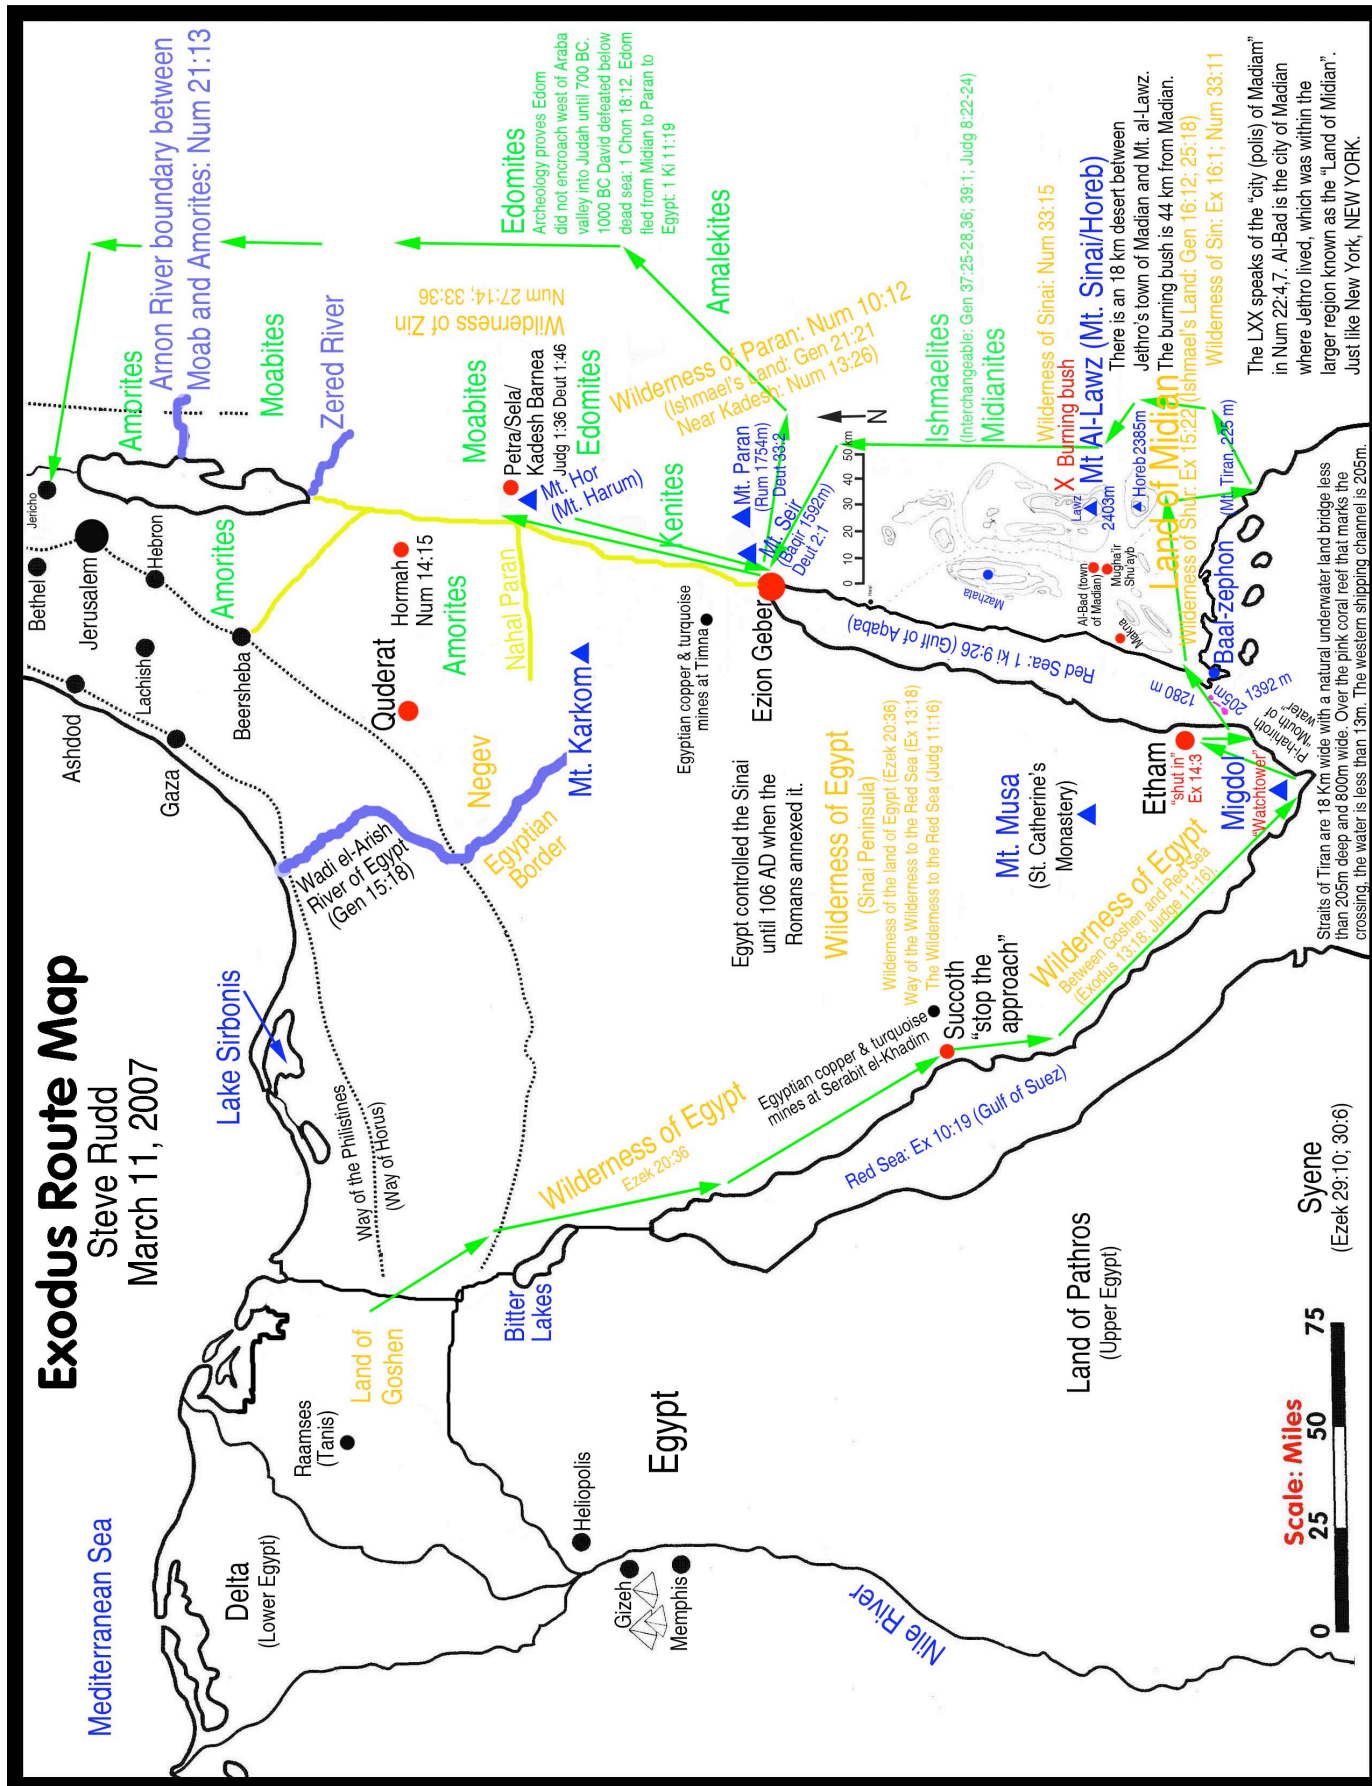 Exodus Route Map
Steve Rudd
March 11, 2007
Mediterranean Sea
Lake Sirbonis
Delta
(Lower Egypt)
Raamses
(Tanis)
Land of
Goshen
Way of the Philistines
(Way of Horus)
Wadi el-Arish
River of Egypt
(Gen 15:18)
Bethel
Jericho
Jerusalem
Ashdod
Lachish
Hebron
Gaza
Beersheba
Amorites
Amorites
Arnon River boundary between
Moab and Amorites: Num 21:13
Moabites
Zered River
Hormah
Num 14:15
Quderat
Amorites
Nahal Paran
Negev
Egyptian
Border
Mt. Karkom
Moabites
Petra/Sela/
Kadesh Barnea
Judg 1:36 Deut 1:46
Mt. Hor
(Mt. Harum)
Edomites
Wilderness of Zin
Num 27:14; 33:36
Edomites
Archeology proves Edom
did not encroach west of Araba
valley into Judah until 700 BC.
1000 BC David defeated below
dead sea: 1 Chon 18:12. Edom
fled from Midian to Paran to
Egypt: 1 Ki 11:19
Kenites
Amalekites
Wilderness of Paran: Num 10:12
(Ishmael's Land: Gen 21:21
Near Kadesh: Num 13:26)
Mt. Paran
(Rum 1754m)
Deut 33:2
Mt. Seir
(Baqir 1592m)
Deut 2:1
Egyptian copper & turquoise
mines at Timna
Ezion Geber
Bitter
Lakes
Heliopolis
Gizeh
Memphis
Egypt
Nile River
Wilderness of Egypt
Ezek 20:36
Egypt controlled the Sinai
until 106 AD when the
Romans annexed it.
Wilderness of Egypt
(Sinai Peninsula)
Wilderness of the land of Egypt (Ezek 20:36)
Way of the Wilderness to the Red Sea (Ex 13:18)
The Wilderness to the Red Sea (Judg 11:16)
Egyptian copper & turquoise
mines at Serabit el-Khadim
Succoth
"stop the
approach"
Red Sea: Ex 10:19 (Gulf of Suez)
Red Sea: 1 ki 9:26 (Gulf of Aqaba)
0 10 20 30 40 50 km
N
Ishmaelites
(Interchangeable: Gen 37:25-28,36; 39:1; Judg 8:22-24)
Midianites
Mazhafa
Wilderness of Sinai: Num 33:15
X Burning bush
Mt Al-Lawz (Mt. Sinai/Horeb)
Lawz
2403m
Horeb 2385m
There is an 18 km desert between
Jethro's town of Madian and Mt. al-Lawz.
The burning bush is 44 km from Madian.
Al-Bad (town
of Madian)
Mugha'ir
Shu'ayb
Makna
Land of Midian
Wilderness of Shur: Ex 15:22 (Ishmael's Land: Gen 16:12; 25:18)
Wilderness of Sin: Ex 16:1; Num 33:11
Mt. Musa
(St. Catherine's
Monastery)
Wilderness of Egypt
Between Goshen and Red Sea
(Exodus 13:18; Judge 11:16).
Etham
"shut in"
Ex 14:3
Migdol
"Watchtower"
Pi-hahiroth
"Mouth of
water"
1280 m
205m
1392 m
Baal-zephon
(Mt. Tiran, 225 m)
The LXX speaks of the "city (polis) of Madiam"
in Num 22:4,7. Al-Bad is the city of Madian
where Jethro lived, which was within the
larger region known as the "Land of Midian".
Just like New York, NEW YORK.
Land of Pathros
(Upper Egypt)
Syene
(Ezek 29:10; 30:6)
Scale: Miles
0 25 50 75
Straits of Tiran are 18 Km wide with a natural underwater land bridge less
than 205m deep and 800m wide. Over the pink coral reef that marks the
crossing, the water is less than 13m. The western shipping channel is 205m.